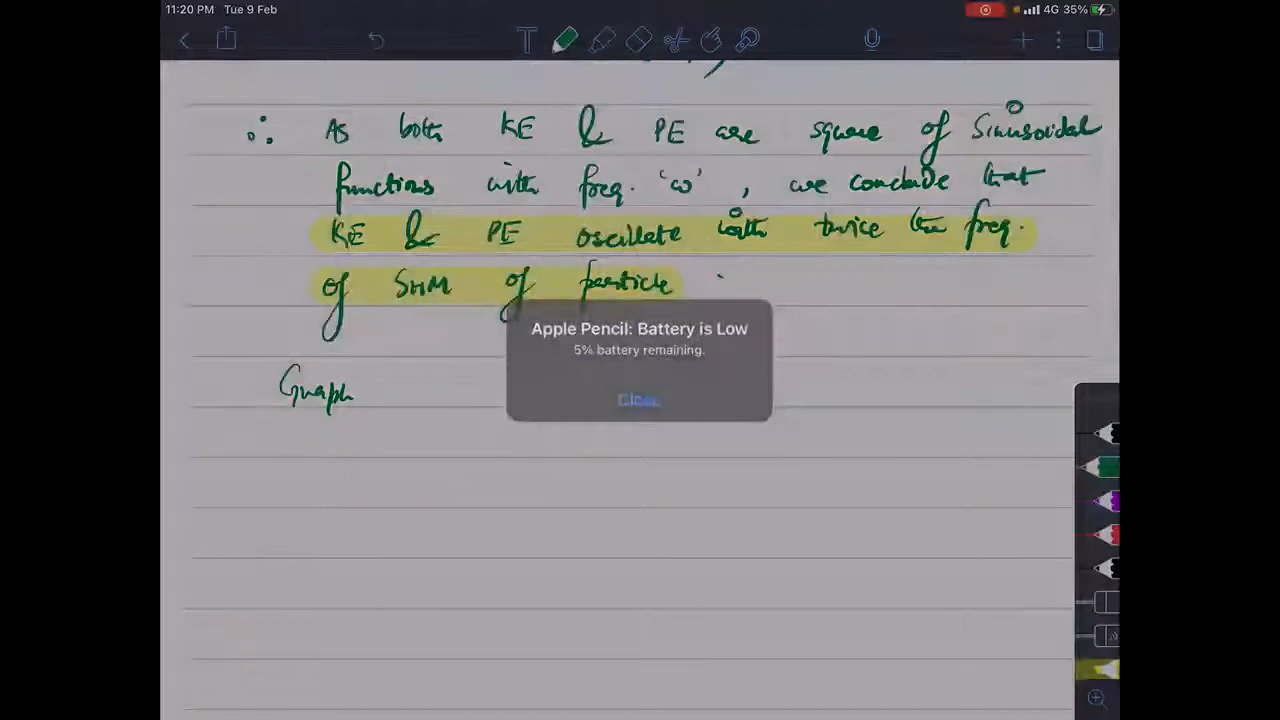 11:20 PM Tue 9 Feb
4G 35%
∴ As both KE & PE are square of Sinusoidal
functions with freq. 'ω', we conclude that
KE & PE oscillate with twice the freq.
of SHM of particle
Apple Pencil: Battery is Low
5% battery remaining.
Close
Graph